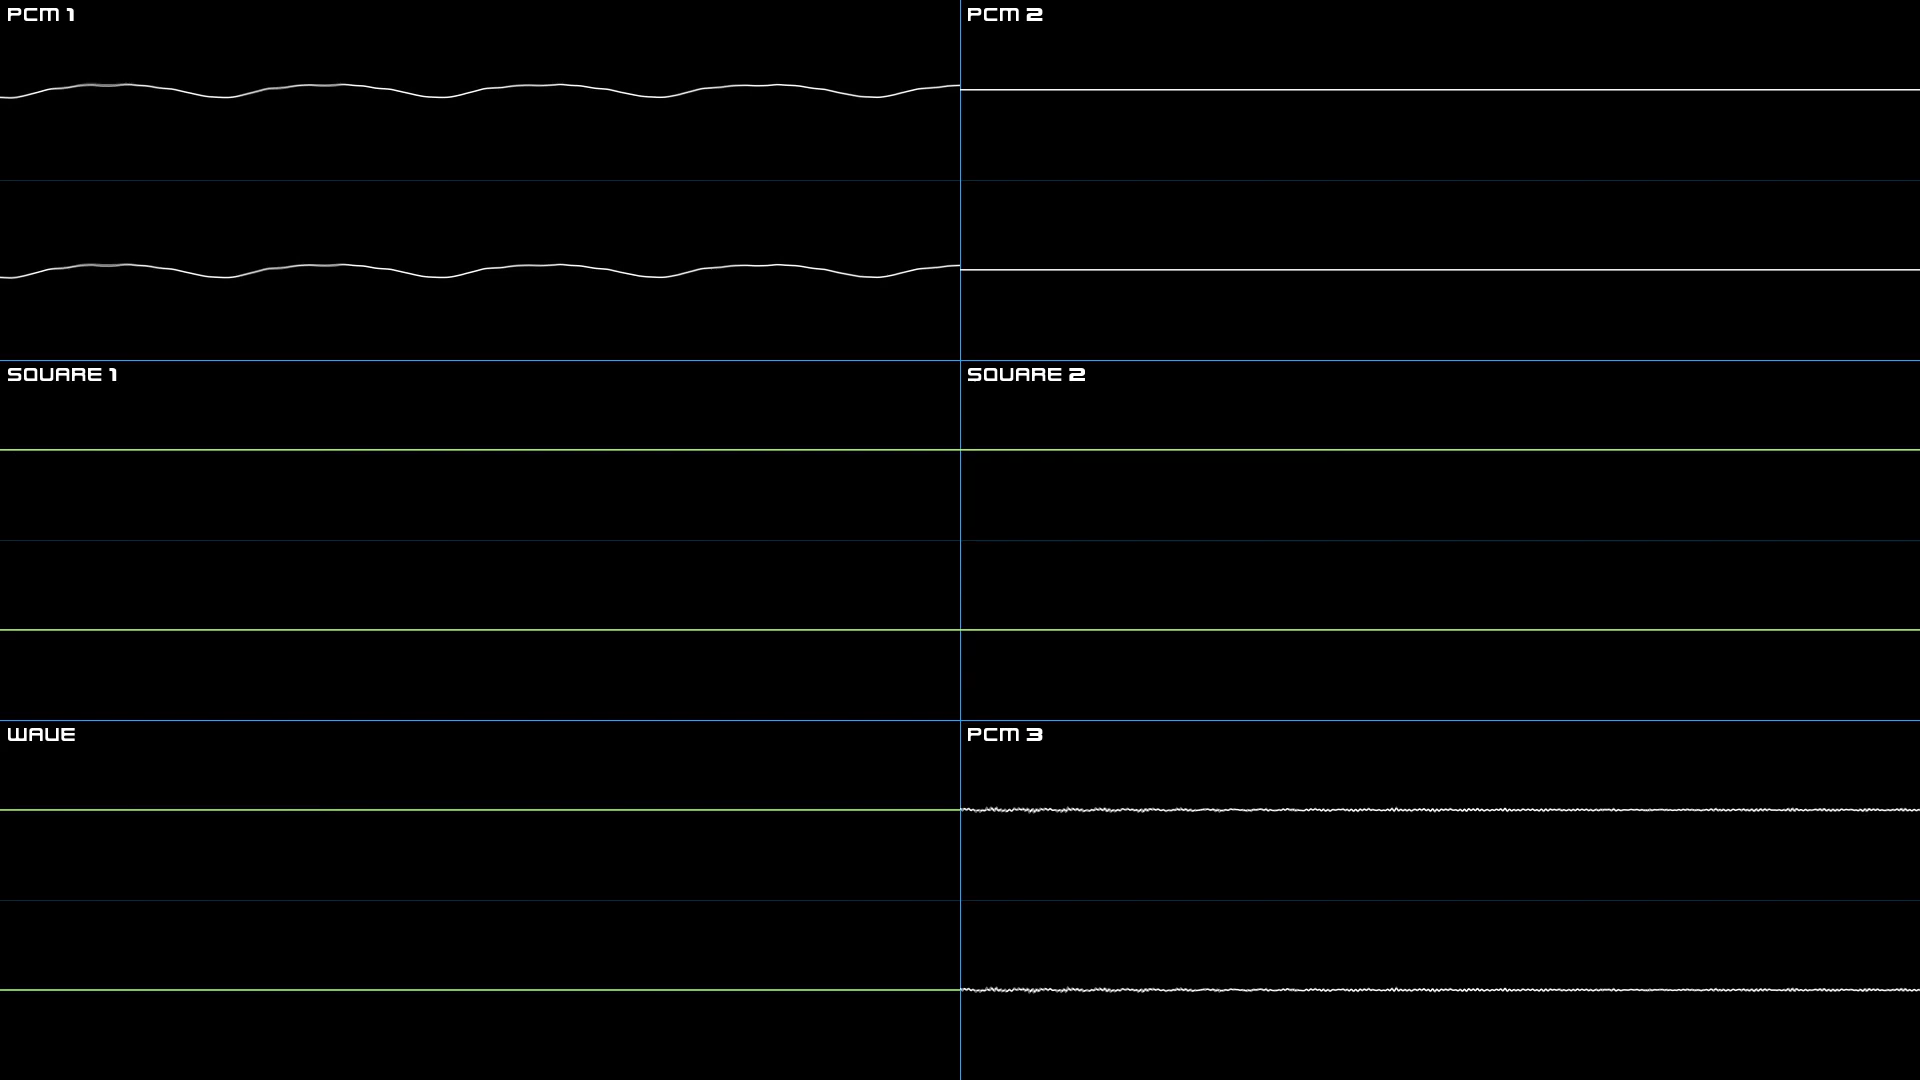 PCM 1
PCM 2
SQUARE 1
SQUARE 2
WAVE
PCM 3